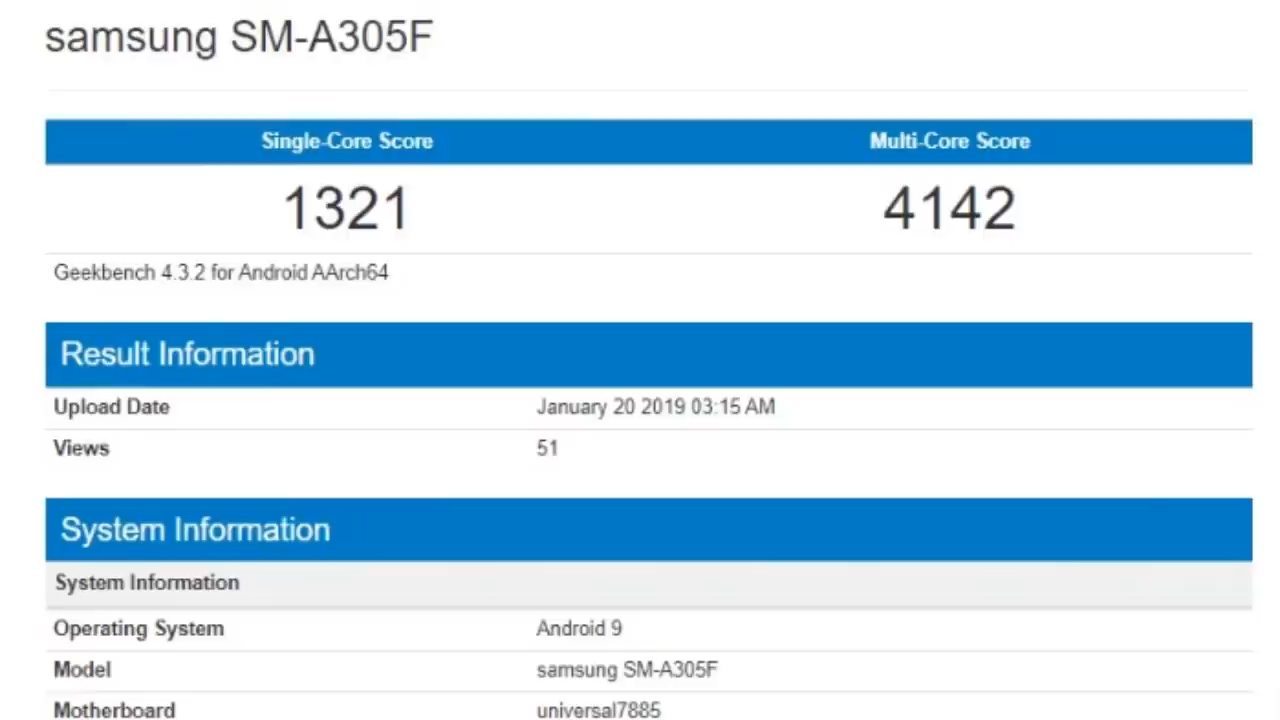 samsung SM-A305F
Single-Core Score Multi-Core Score
1321 4142
Geekbench 4.3.2 for Android AArch64
Result Information
Upload Date January 20 2019 03:15 AM
Views 51
System Information
System Information
Operating System Android 9
Model samsung SM-A305F
Motherboard universal7885